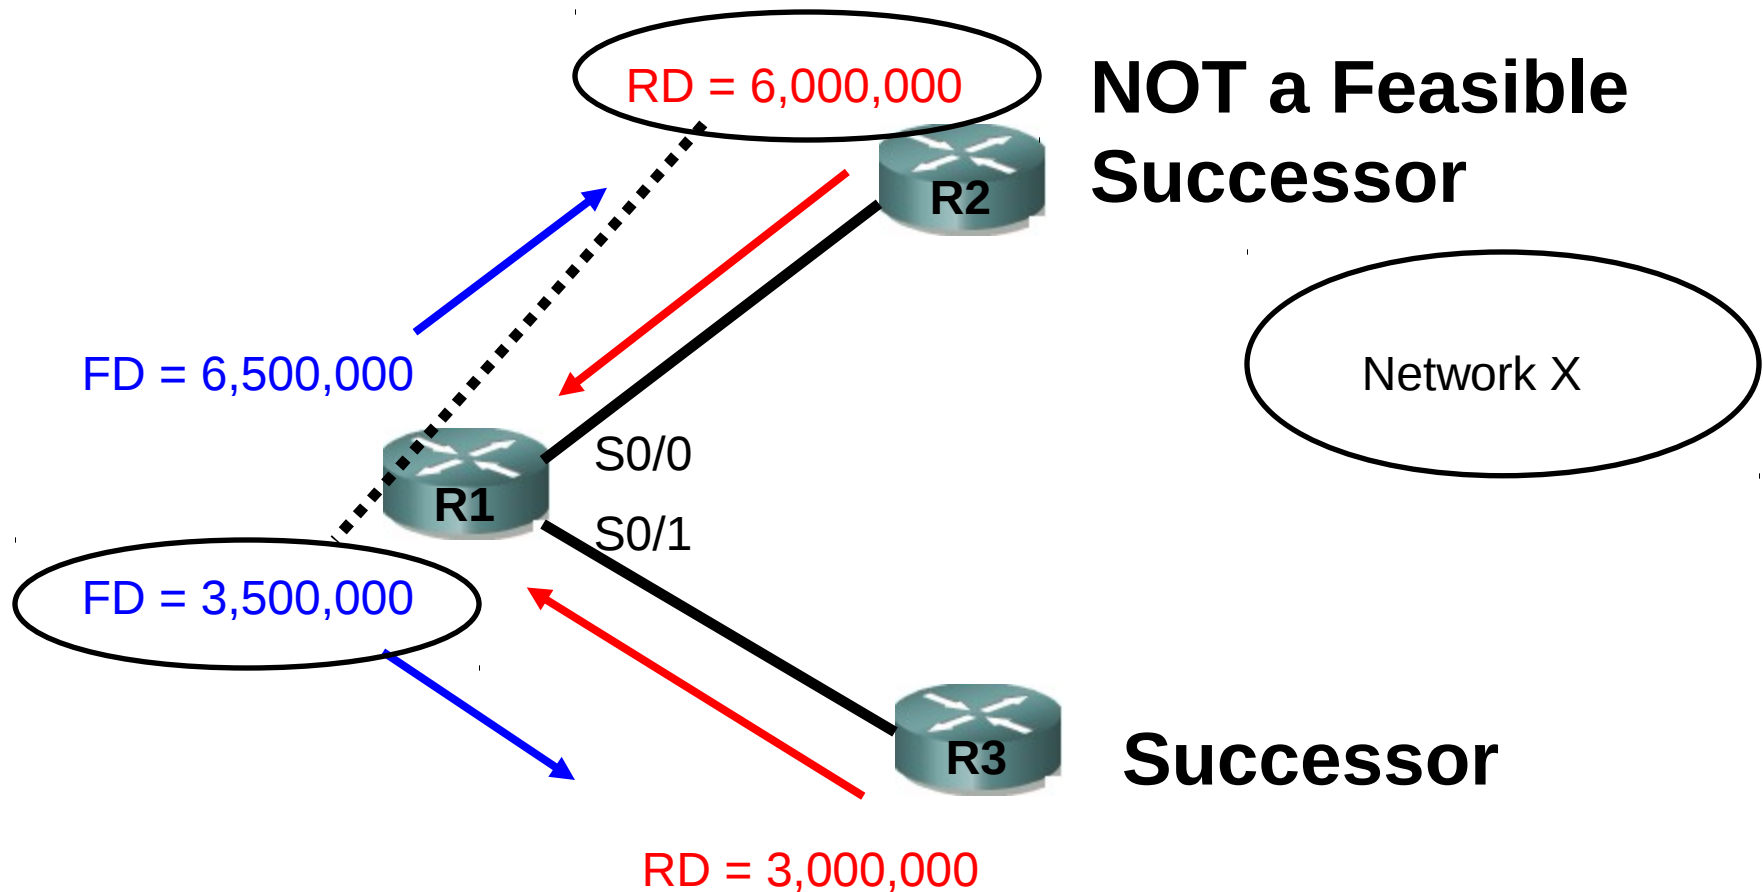 RD = 6,000,000
NOT a Feasible
Successor
R2
FD = 6,500,000
Network X
S0/0
R1
S0/1
FD = 3,500,000
R3
Successor
RD = 3,000,000